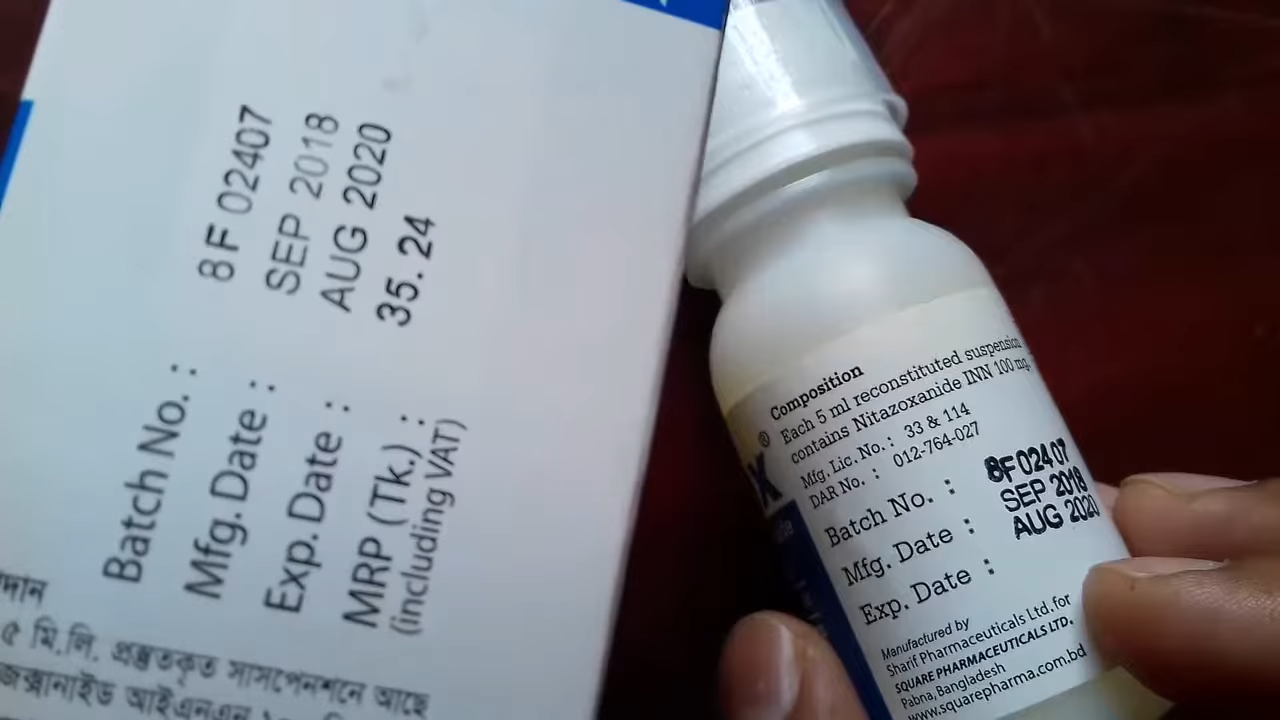 Batch No. : 8F 02407
Mfg. Date : SEP 2018
Exp. Date : AUG 2020
MRP (Tk.) : 35. 24
(including VAT)
৫ মি.লি. প্রস্তুতকৃত সাসপেনশনে আছে
Composition
Each 5 ml reconstituted suspension
contains Nitazoxanide INN 100 mg.
Mfg. Lic. No. : 33 & 114
DAR No. : 012-764-027
Batch No. : 8F 02407
Mfg. Date : SEP 2018
Exp. Date : AUG 2020
Manufactured by
Sharif Pharmaceuticals Ltd. for
SQUARE PHARMACEUTICALS LTD.
Pabna, Bangladesh
www.squarepharma.com.bd